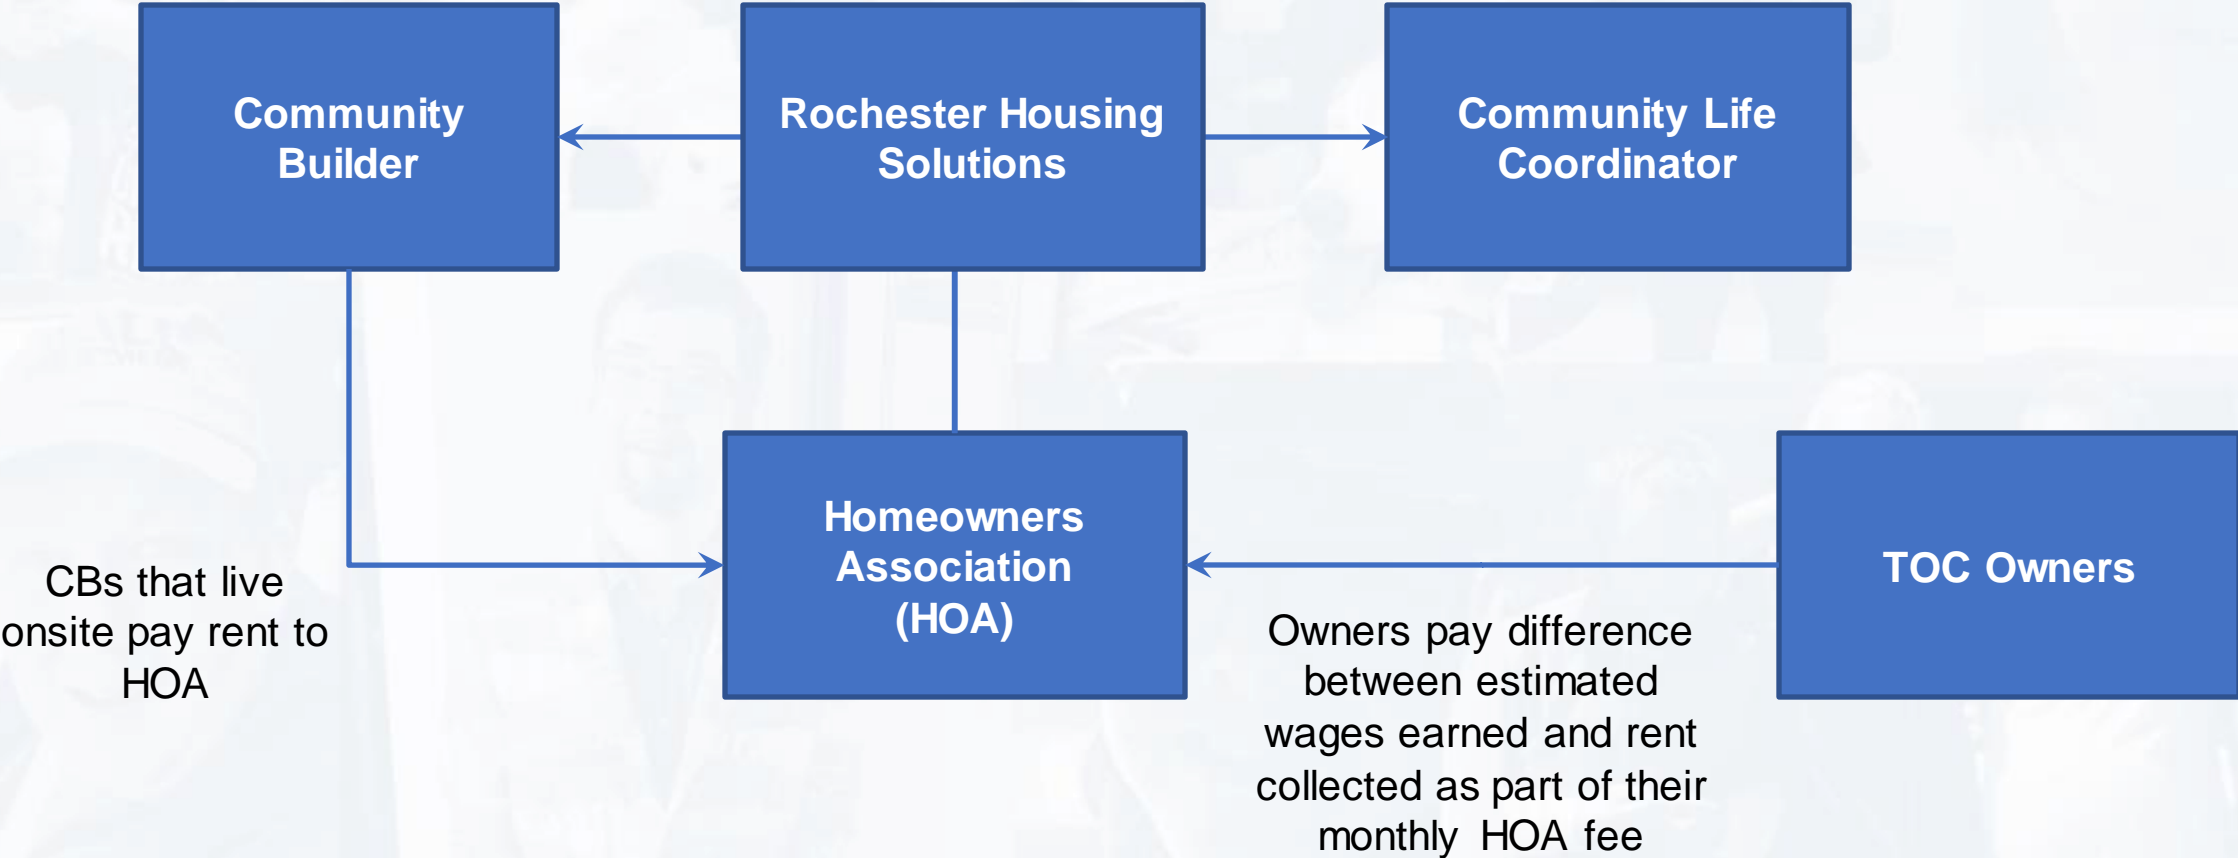 Community
Builder
Rochester Housing
Solutions
Community Life
Coordinator
Homeowners
Association
(HOA)
TOC Owners
CBs that live
onsite pay rent to
HOA
Owners pay difference
between estimated
wages earned and rent
collected as part of their
monthly HOA fee